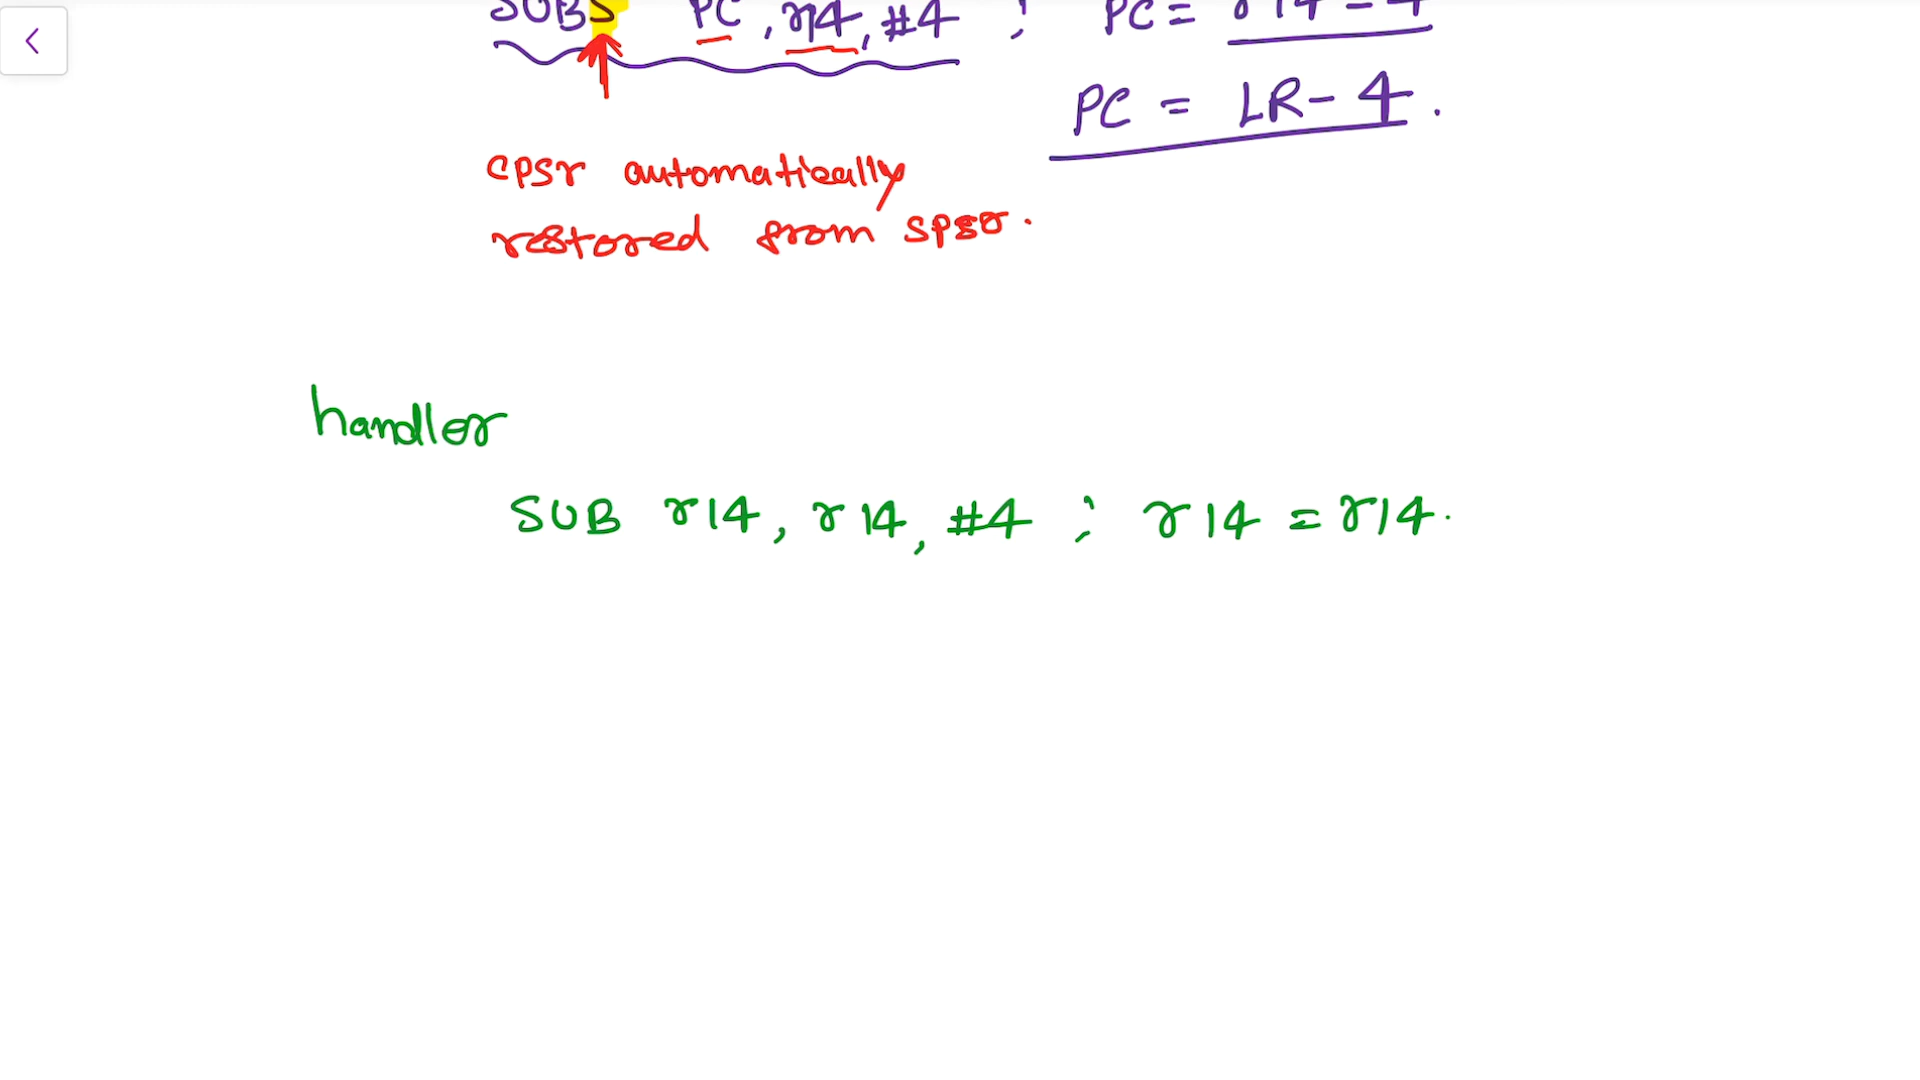 SUBS PC, r14, #4 ; PC = r14 - 4
PC = LR - 4.
cpsr automatically
restored from spsr.
handler
SUB r14, r14, #4 ; r14 = r14.